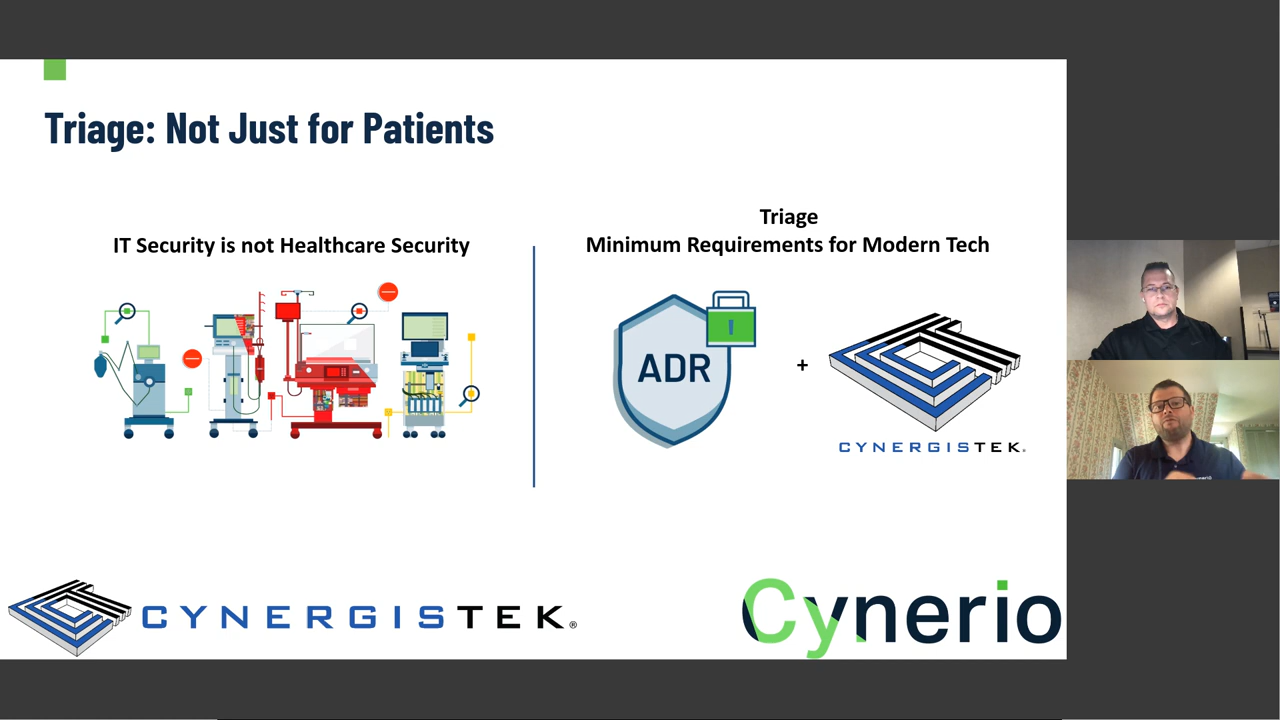 Triage: Not Just for Patients
IT Security is not Healthcare Security
Triage
Minimum Requirements for Modern Tech
ADR
+
CYNERGISTEK®
CYNERGISTEK®
Cynerio